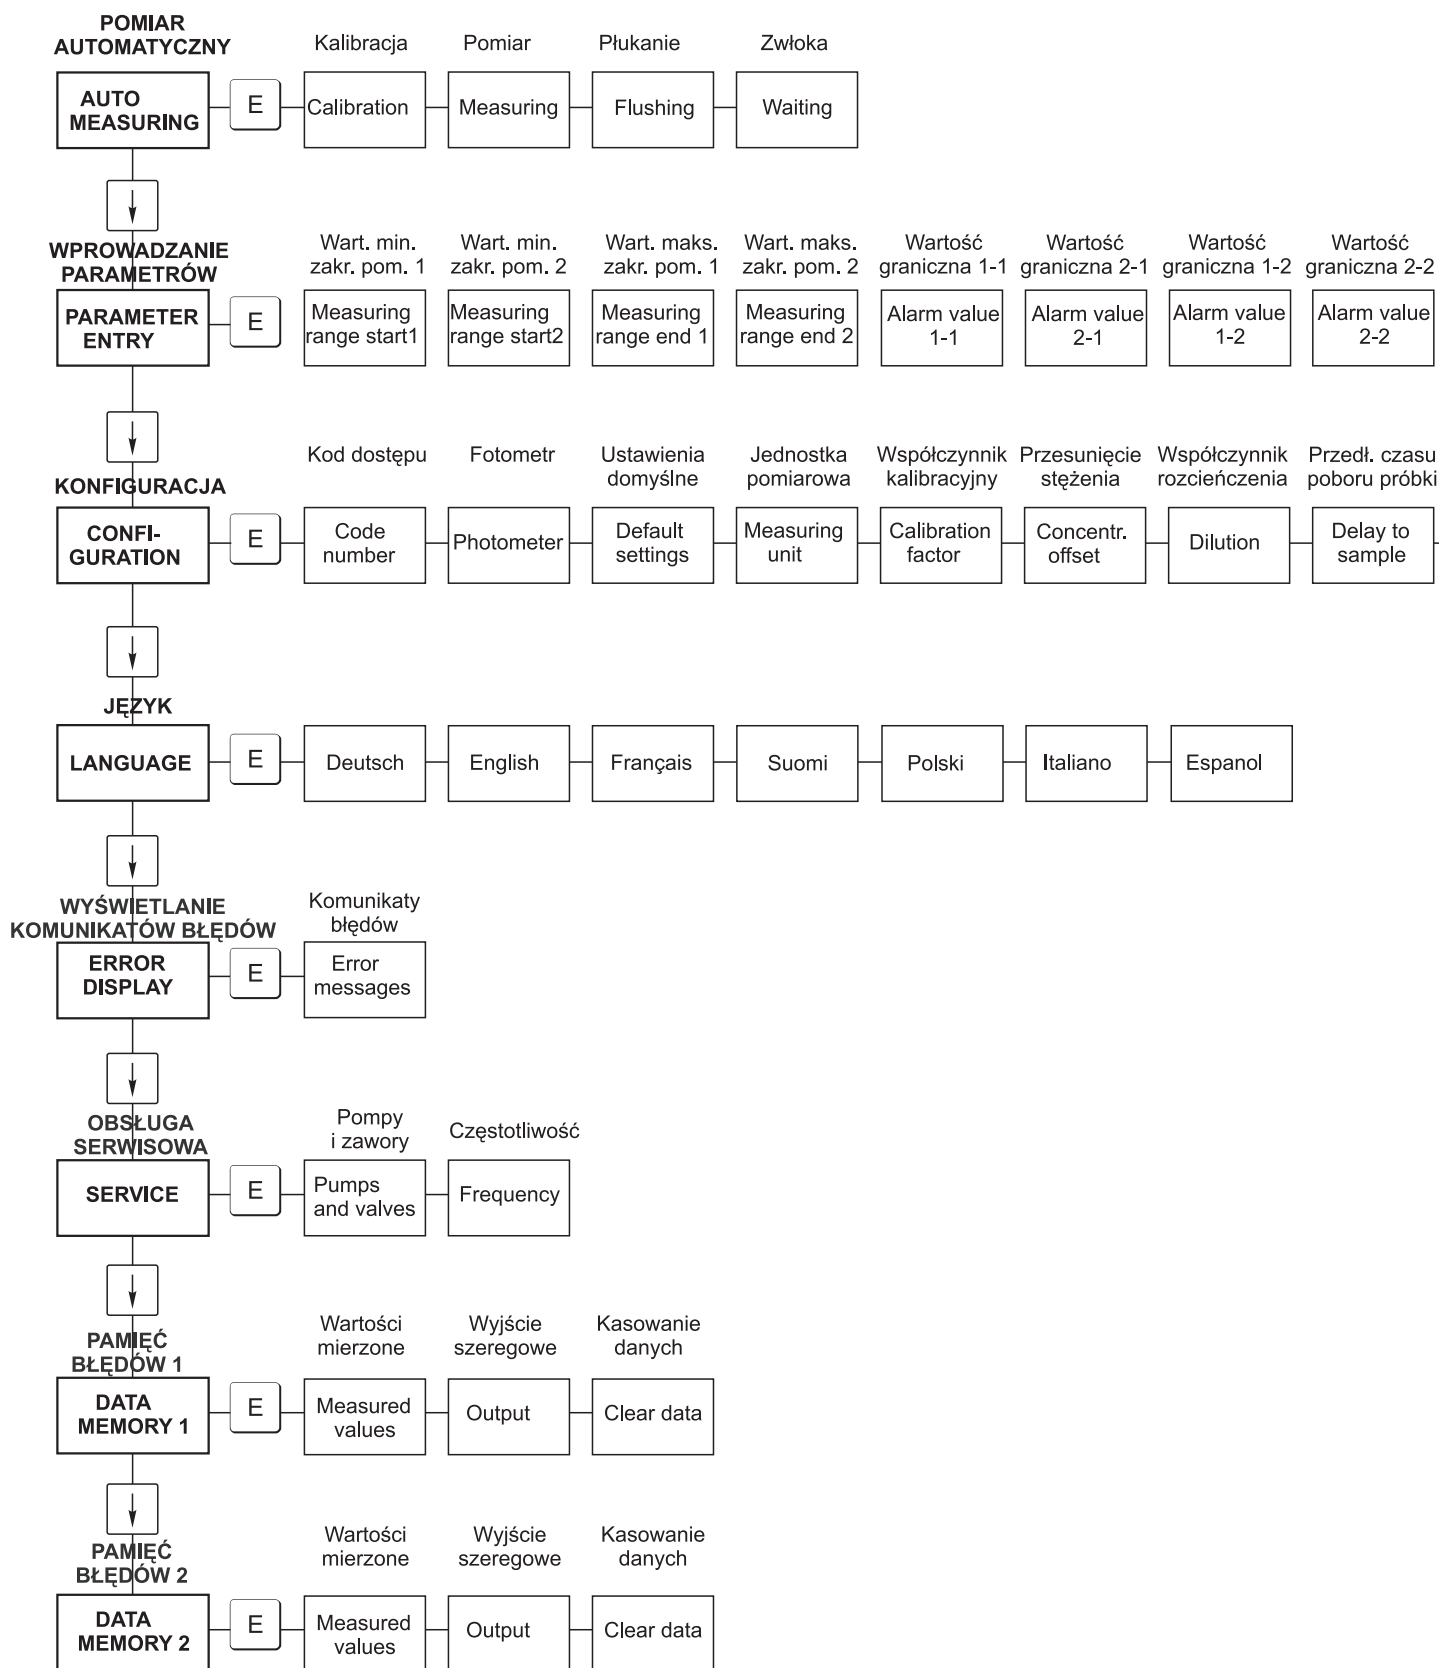 POMIAR
AUTOMATYCZNY
Kalibracja
Pomiar
Płukanie
Zwłoka
AUTO
MEASURING
E
Calibration
Measuring
Flushing
Waiting
WPROWADZANIE
PARAMETRÓW
Wart. min.
zakr. pom. 1
Wart. min.
zakr. pom. 2
Wart. maks.
zakr. pom. 1
Wart. maks.
zakr. pom. 2
Wartość
graniczna 1-1
Wartość
graniczna 2-1
Wartość
graniczna 1-2
Wartość
graniczna 2-2
PARAMETER
ENTRY
E
Measuring
range start1
Measuring
range start2
Measuring
range end 1
Measuring
range end 2
Alarm value
1-1
Alarm value
2-1
Alarm value
1-2
Alarm value
2-2
KONFIGURACJA
Kod dostępu
Fotometr
Ustawienia
domyślne
Jednostka
pomiarowa
Współczynnik
kalibracyjny
Przesunięcie
stężenia
Współczynnik
rozcieńczenia
Przedł. czasu
poboru próbki
CONFI-
GURATION
E
Code
number
Photometer
Default
settings
Measuring
unit
Calibration
factor
Concentr.
offset
Dilution
Delay to
sample
JĘZYK
LANGUAGE
E
Deutsch
English
Français
Suomi
Polski
Italiano
Espanol
WYŚWIETLANIE
KOMUNIKATÓW BŁĘDÓW
Komunikaty
błędów
ERROR
DISPLAY
E
Error
messages
OBSŁUGA
SERWISOWA
Pompy
i zawory
Częstotliwość
SERVICE
E
Pumps
and valves
Frequency
PAMIĘĆ
BŁĘDÓW 1
Wartości
mierzone
Wyjście
szeregowe
Kasowanie
danych
DATA
MEMORY 1
E
Measured
values
Output
Clear data
PAMIĘĆ
BŁĘDÓW 2
Wartości
mierzone
Wyjście
szeregowe
Kasowanie
danych
DATA
MEMORY 2
E
Measured
values
Output
Clear data